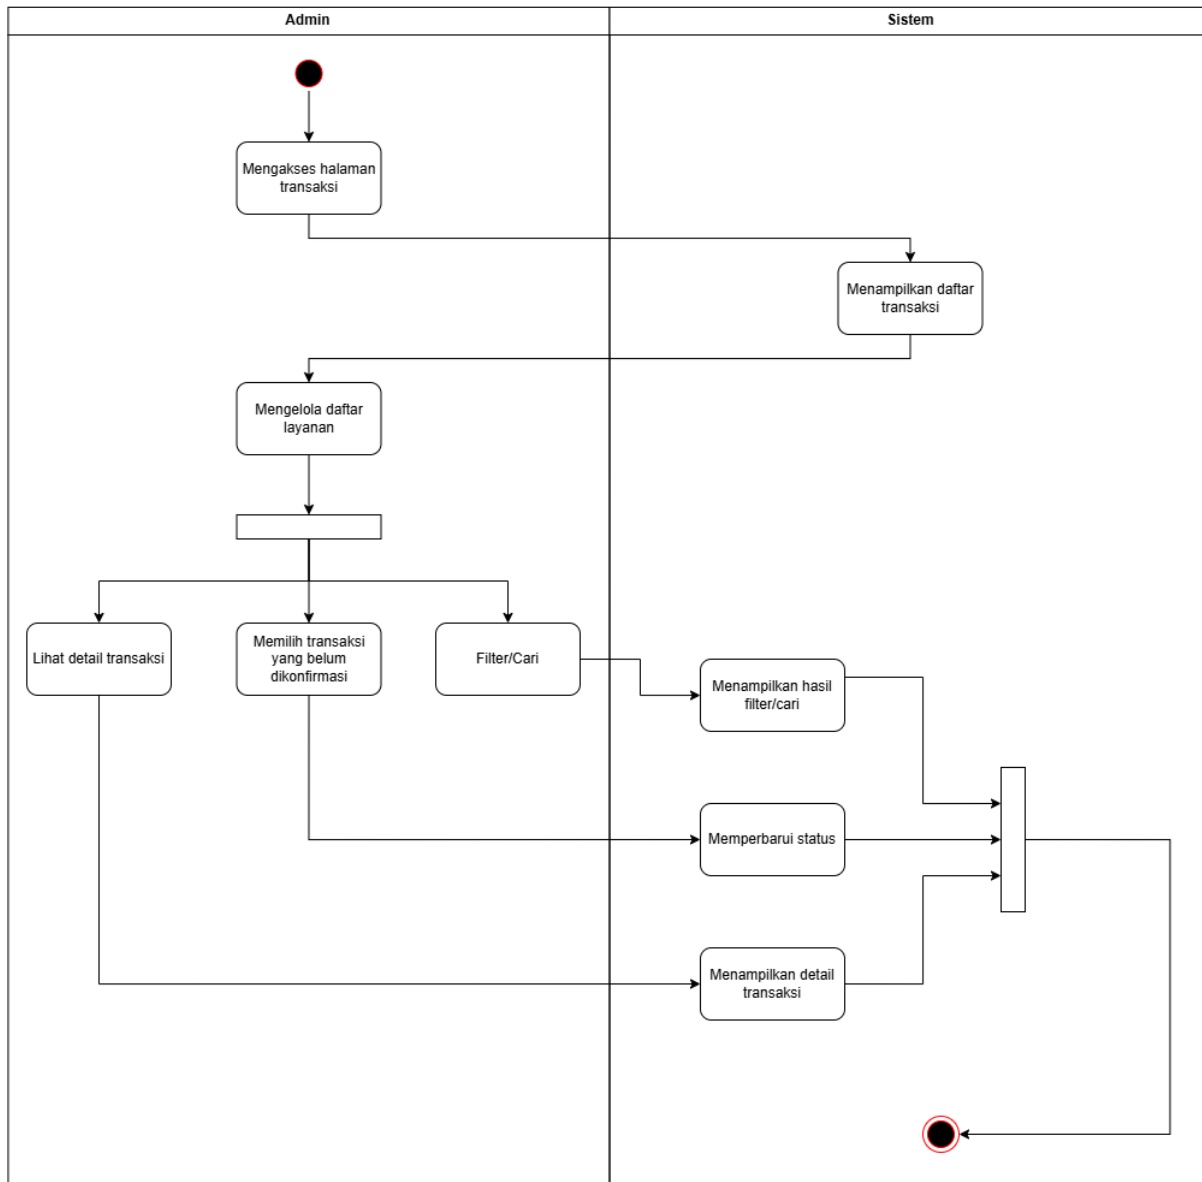 Admin
Sistem
Mengakses halaman
transaksi
Menampilkan daftar
transaksi
Mengelola daftar
layanan
Lihat detail transaksi
Memilih transaksi
yang belum
dikonfirmasi
Filter/Cari
Menampilkan hasil
filter/cari
Memperbarui status
Menampilkan detail
transaksi